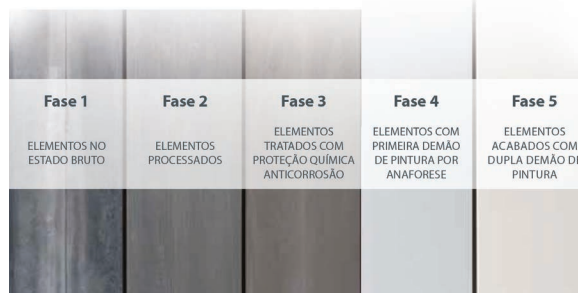 Fase 1
ELEMENTOS NO
ESTADO BRUTO
Fase 2
ELEMENTOS
PROCESSADOS
Fase 3
ELEMENTOS
TRATADOS COM
PROTEÇÃO QUÍMICA
ANTICORROSÃO
Fase 4
ELEMENTOS COM
PRIMEIRA DEMÃO
DE PINTURA POR
ANAFORESE
Fase 5
ELEMENTOS
ACABADOS COM
DUPLA DEMÃO DE
PINTURA